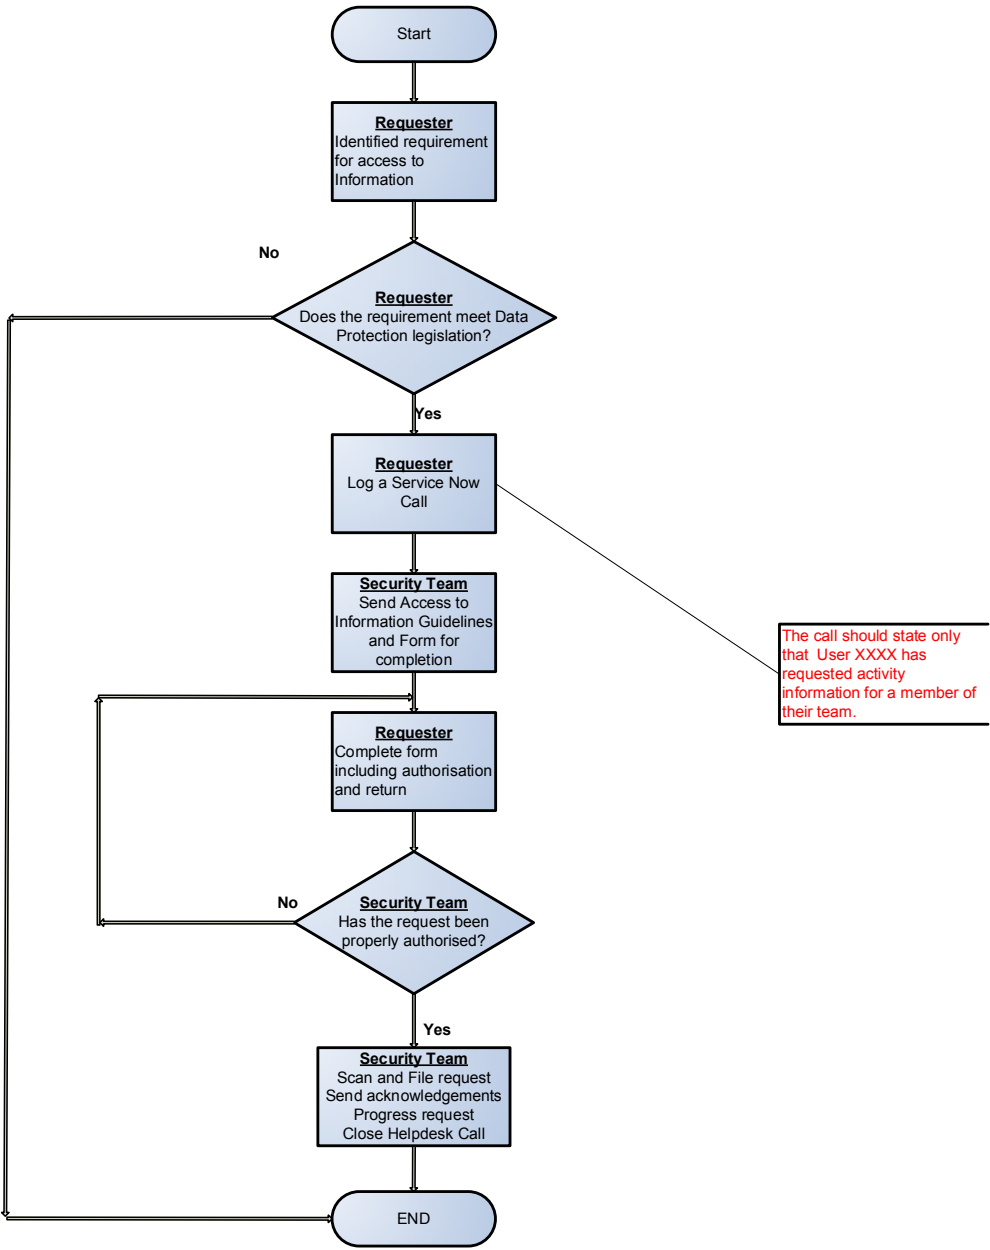 Start
Requester
Identified requirement
for access to
Information
No
Requester
Does the requirement meet Data
Protection legislation?
Yes
Requester
Log a Service Now
Call
Security Team
Send Access to
Information Guidelines
and Form for
completion
The call should state only
that  User XXXX has
requested activity
information for a member of
their team.
Requester
Complete form
including authorisation
and return
No
Security Team
Has the request been
properly authorised?
Yes
Security Team
Scan and File request
Send acknowledgements
Progress request
Close Helpdesk Call
END